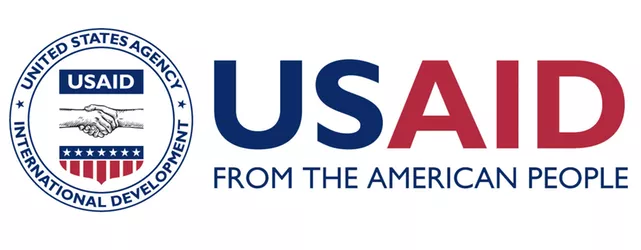 UNITED STATES AGENCY
USAID
INTERNATIONAL DEVELOPMENT
USAID
FROM THE AMERICAN PEOPLE